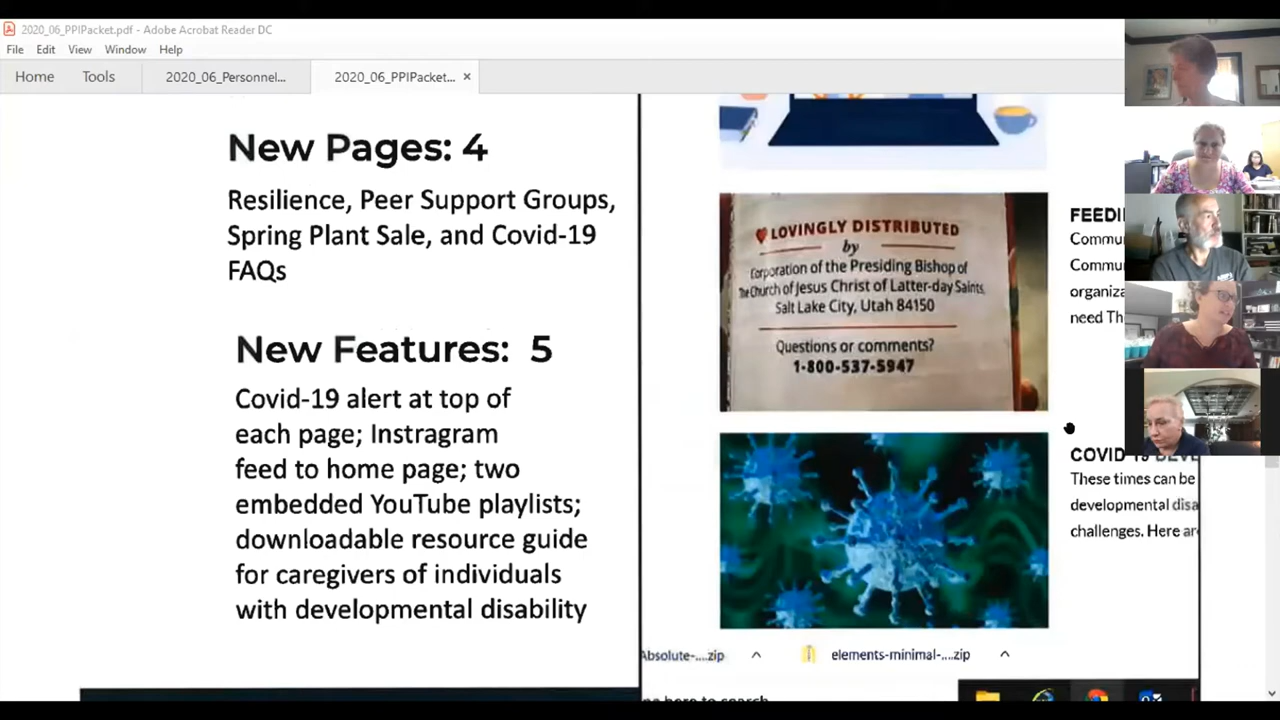 2020_06_PPIPacket.pdf - Adobe Acrobat Reader DC
File Edit View Window Help
Home Tools 2020_06_Personnel... 2020_06_PPIPacket... ×
New Pages: 4
Resilience, Peer Support Groups,
Spring Plant Sale, and Covid-19
FAQs
New Features: 5
Covid-19 alert at top of
each page; Instragram
feed to home page; two
embedded YouTube playlists;
downloadable resource guide
for caregivers of individuals
with developmental disability
LOVINGLY DISTRIBUTED
by
Corporation of the Presiding Bishop of
The Church of Jesus Christ of Latter-day Saints
Salt Lake City, Utah 84150
Questions or comments?
1-800-537-5947
FEEDI
Commu
Commu
organiza
need Th
COVID-19 DEVE
These times can be
developmental disa
challenges. Here are
Absolute-....zip
elements-minimal-....zip
here to search